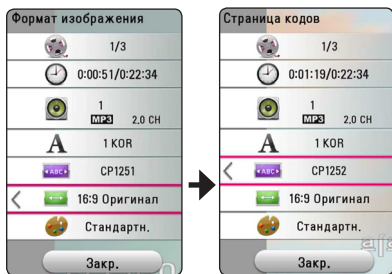 Формат изображения
1/3
0:00:51/0:22:34
1
MP3 2,0 CH
A 1 KOR
ABC CP1251
16:9 Оригинал
Стандартн.
Закр.
Страница кодов
1/3
0:01:19/0:22:34
1
MP3 2,0 CH
A 1 KOR
ABC CP1252
16:9 Оригинал
Стандартн.
Закр.